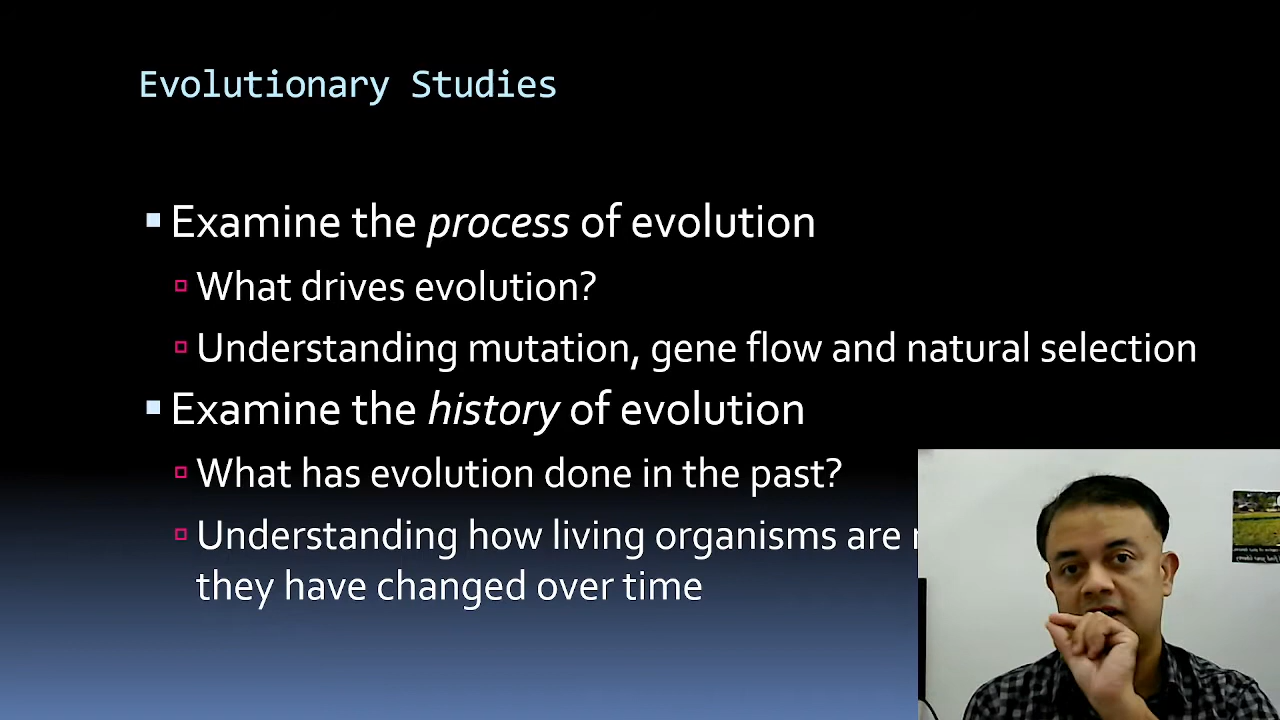 Evolutionary Studies
Examine the process of evolution
What drives evolution?
Understanding mutation, gene flow and natural selection
Examine the history of evolution
What has evolution done in the past?
Understanding how living organisms are
they have changed over time